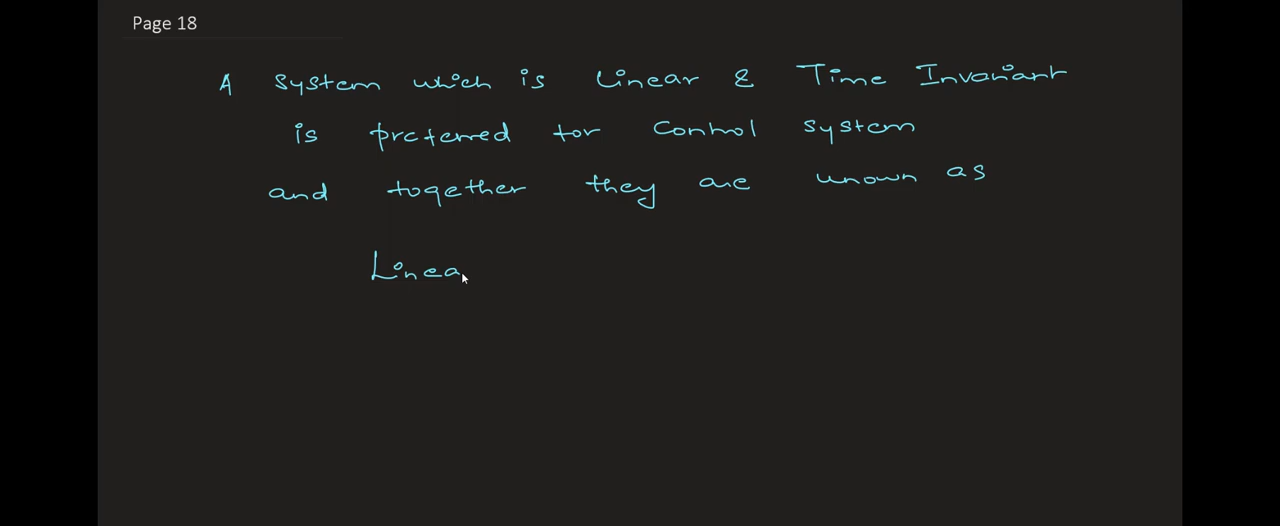 Page 18
A system which is Linear & Time Invariant
is preferred for Control system
and together they are known as
Linea